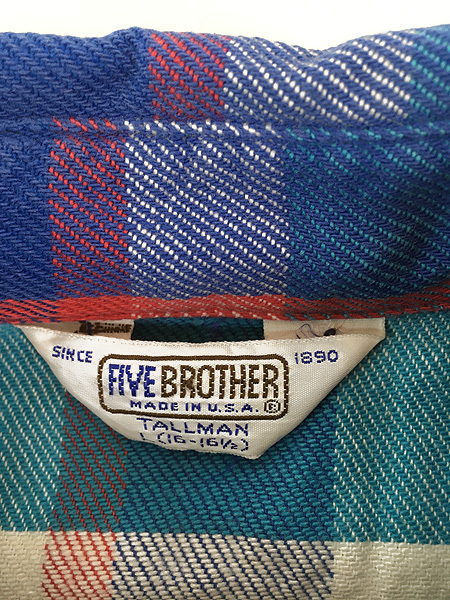 SINCE 1890
FIVE BROTHER
MADE IN U.S.A. ©
TALLMAN
L (16-16½)